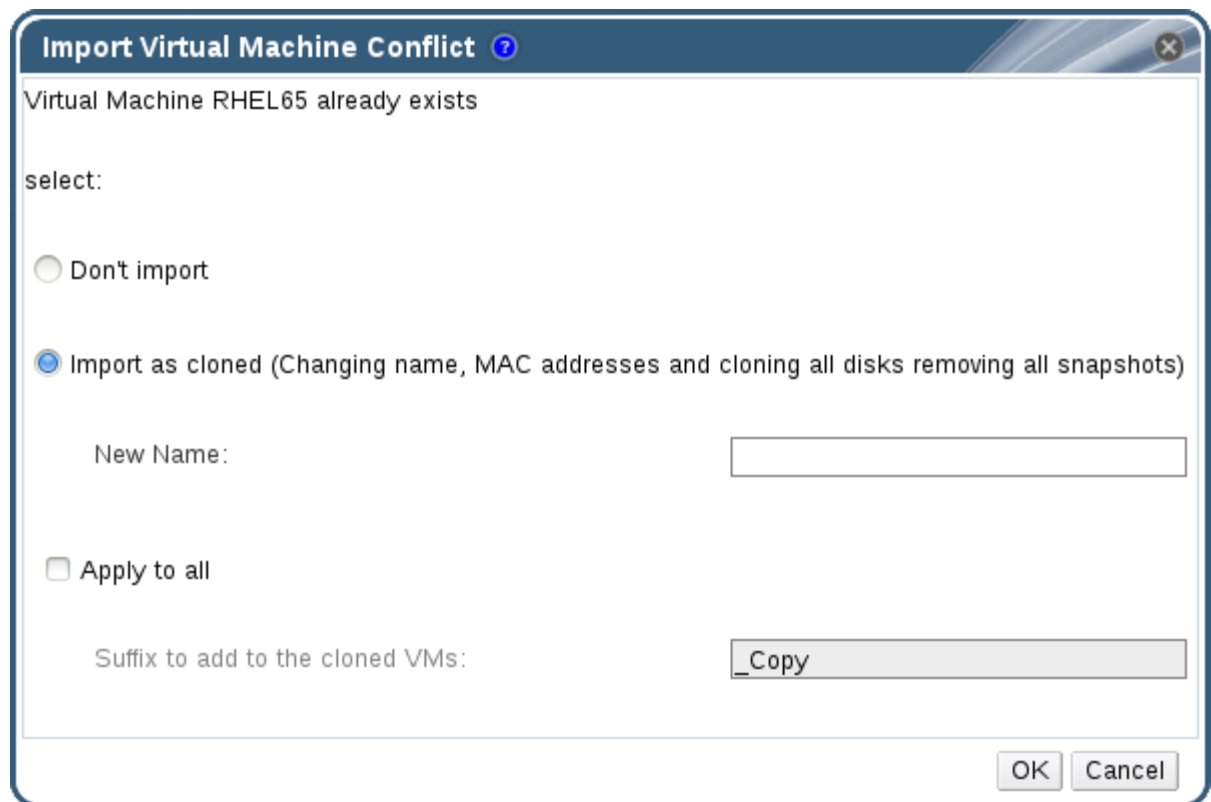 Import Virtual Machine Conflict ?
Virtual Machine RHEL65 already exists
select:
Don't import
Import as cloned (Changing name, MAC addresses and cloning all disks removing all snapshots)
New Name:
Apply to all
Suffix to add to the cloned VMs: _Copy
OK Cancel